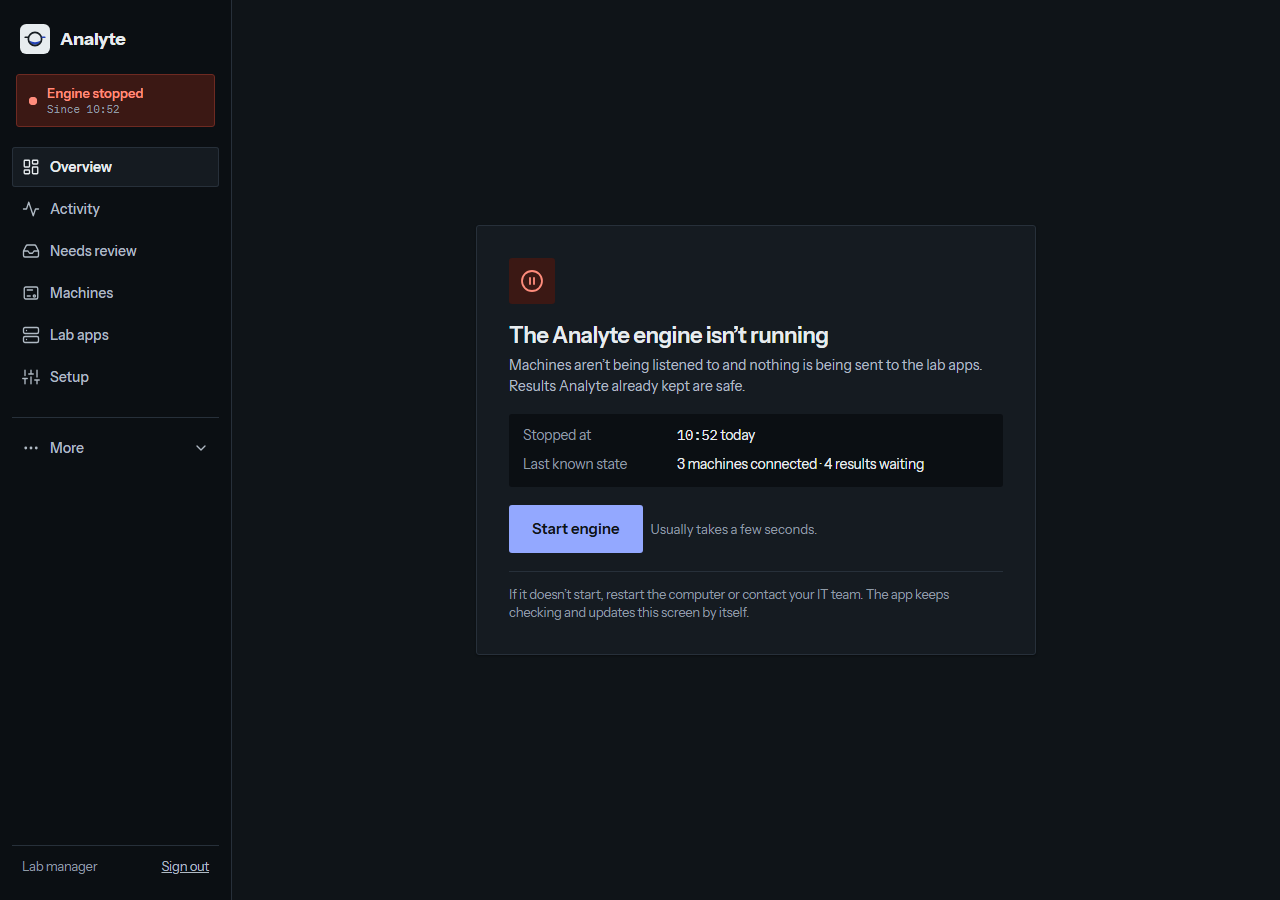 Analyte
Engine stopped
Since 10:52
Overview
Activity
Needs review
Machines
Lab apps
Setup
More
Lab manager
Sign out
The Analyte engine isn’t running
Machines aren’t being listened to and nothing is being sent to the lab apps.
Results Analyte already kept are safe.
Stopped at 10:52 today
Last known state 3 machines connected · 4 results waiting
Start engine
Usually takes a few seconds.
If it doesn’t start, restart the computer or contact your IT team. The app keeps
checking and updates this screen by itself.